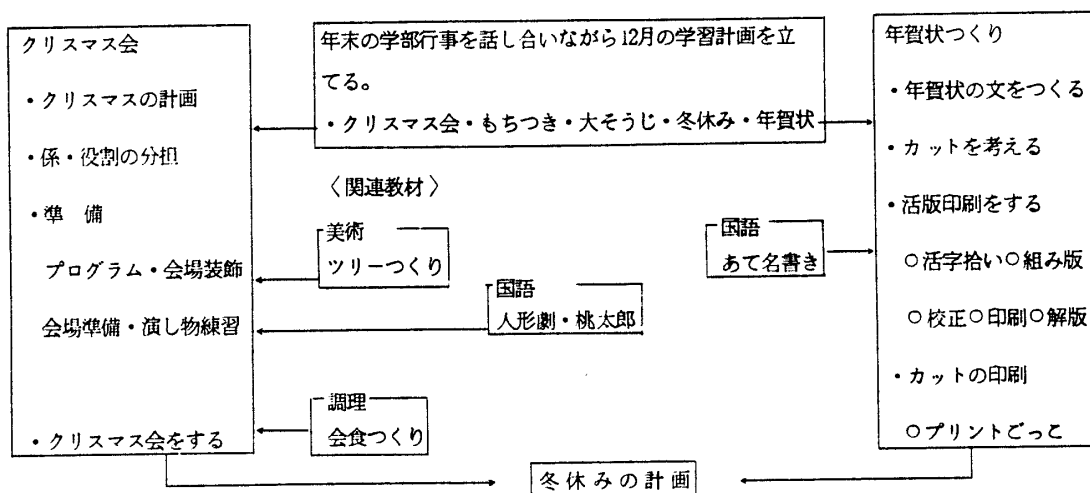 クリスマス会
・クリスマスの計画
・係・役割の分担
・準　備
プログラム・会場装飾
会場準備・演し物練習
・クリスマス会をする
年末の学部行事を話し合いながら12月の学習計画を立
てる。
・クリスマス会・もちつき・大そうじ・冬休み・年賀状
〈関連教材〉
美術
ツリーつくり
国語
人形劇・桃太郎
調理
会食つくり
国語
あて名書き
年賀状つくり
・年賀状の文をつくる
・カットを考える
・活版印刷をする
○活字拾い○組み版
○校正○印刷○解版
・カットの印刷
○プリントごっこ
冬休みの計画